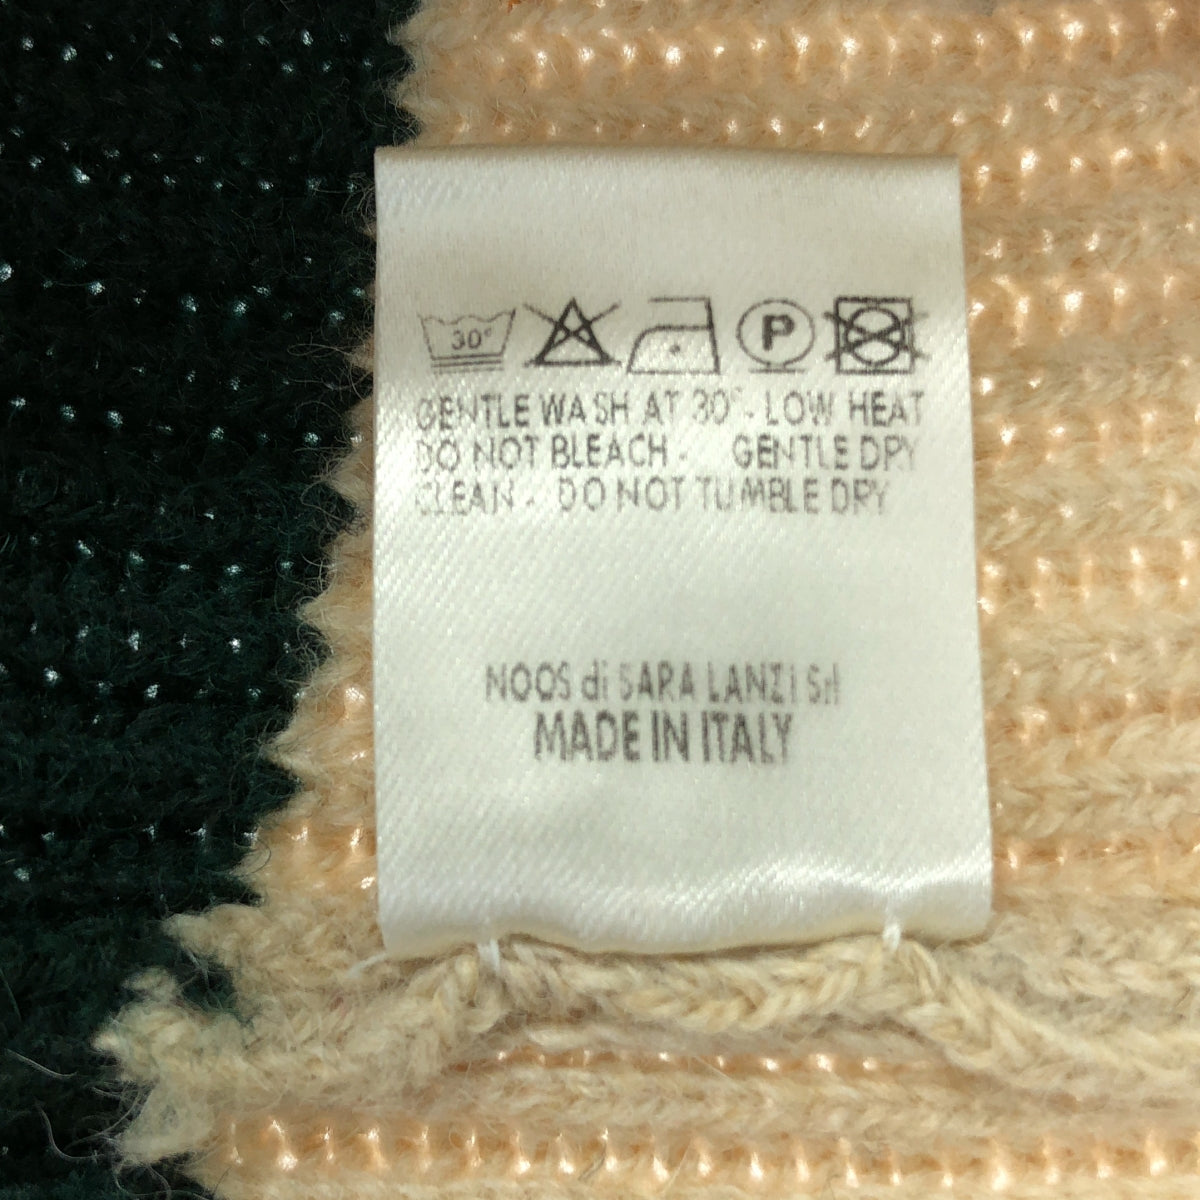 30° P
GENTLE WASH AT 30° - LOW HEAT
DO NOT BLEACH - GENTLE DRY
CLEAN - DO NOT TUMBLE DRY
NOOS di SARA LANZI Srl
MADE IN ITALY